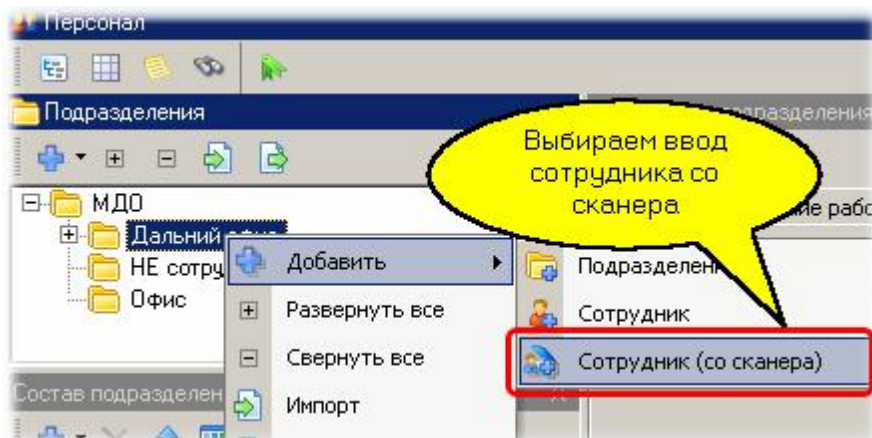 Персонал
Подразделения
Выбираем ввод
сотрудника со
сканера
МДО
Дальний
НЕ сотру
Офис
Добавить
Развернуть все
Свернуть все
Импорт
Подразделен
Сотрудник
Сотрудник (со сканера)
Состав подразделен